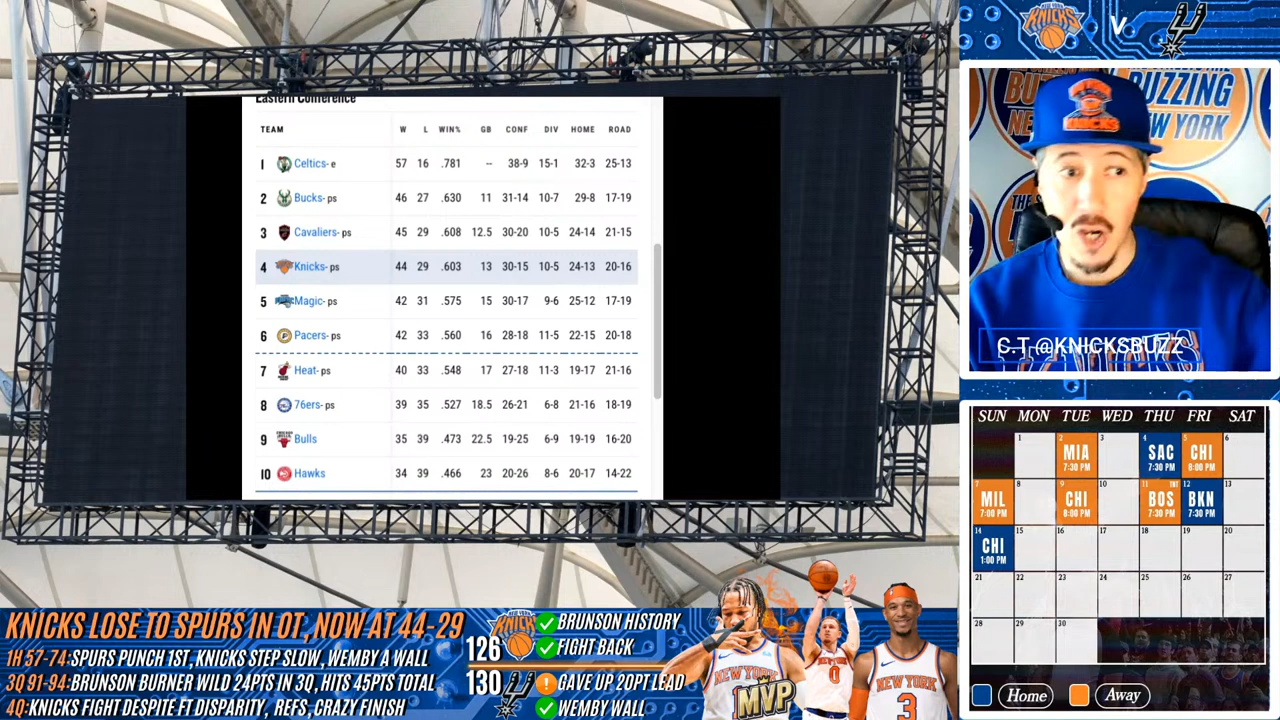 Eastern Conference
TEAM W L WIN% GB CONF DIV HOME ROAD
1 Celtics- e 57 16 .781 -- 38-9 15-1 32-3 25-13
2 Bucks- ps 46 27 .630 11 31-14 10-7 29-8 17-19
3 Cavaliers- ps 45 29 .608 12.5 30-20 10-5 24-14 21-15
4 Knicks- ps 44 29 .603 13 30-15 10-5 24-13 20-16
5 Magic- ps 42 31 .575 15 30-17 9-6 25-12 17-19
6 Pacers- ps 42 33 .560 16 28-18 11-5 22-15 20-18
7 Heat- ps 40 33 .548 17 27-18 11-3 19-17 21-16
8 76ers- ps 39 35 .527 18.5 26-21 6-8 21-16 18-19
9 Bulls 35 39 .473 22.5 19-25 6-9 19-19 16-20
10 Hawks 34 39 .466 23 20-26 8-6 20-17 14-22
KNICKS V
BUZZING
NEW YORK
KNICKS
C.T @KNICKSBUZZ
SUN MON TUE WED THU FRI SAT
1 2 3 4 5 6
MIA SAC CHI
7:30 PM 7:30 PM 8:00 PM
7 8 9 10 11 TNT 12 13
MIL CHI BOS BKN
7:00 PM 8:00 PM 7:30 PM 7:30 PM
14 15 16 17 18 19 20
CHI
1:00 PM
21 22 23 24 25 26 27
28 29 30
Home Away
KNICKS LOSE TO SPURS IN OT, NOW AT 44-29
1H 57-74: SPURS PUNCH 1ST, KNICKS STEP SLOW, WEMBY A WALL
3Q 91-94: BRUNSON BURNER WILD 24PTS IN 3Q, HITS 45PTS TOTAL
4Q: KNICKS FIGHT DESPITE FT DISPARITY, REFS, CRAZY FINISH
KNICKS
126
130
BRUNSON HISTORY
FIGHT BACK
GAVE UP 20PT LEAD
WEMBY WALL
NEW YORK
MVP
NEW YORK
0
NEW YORK
3